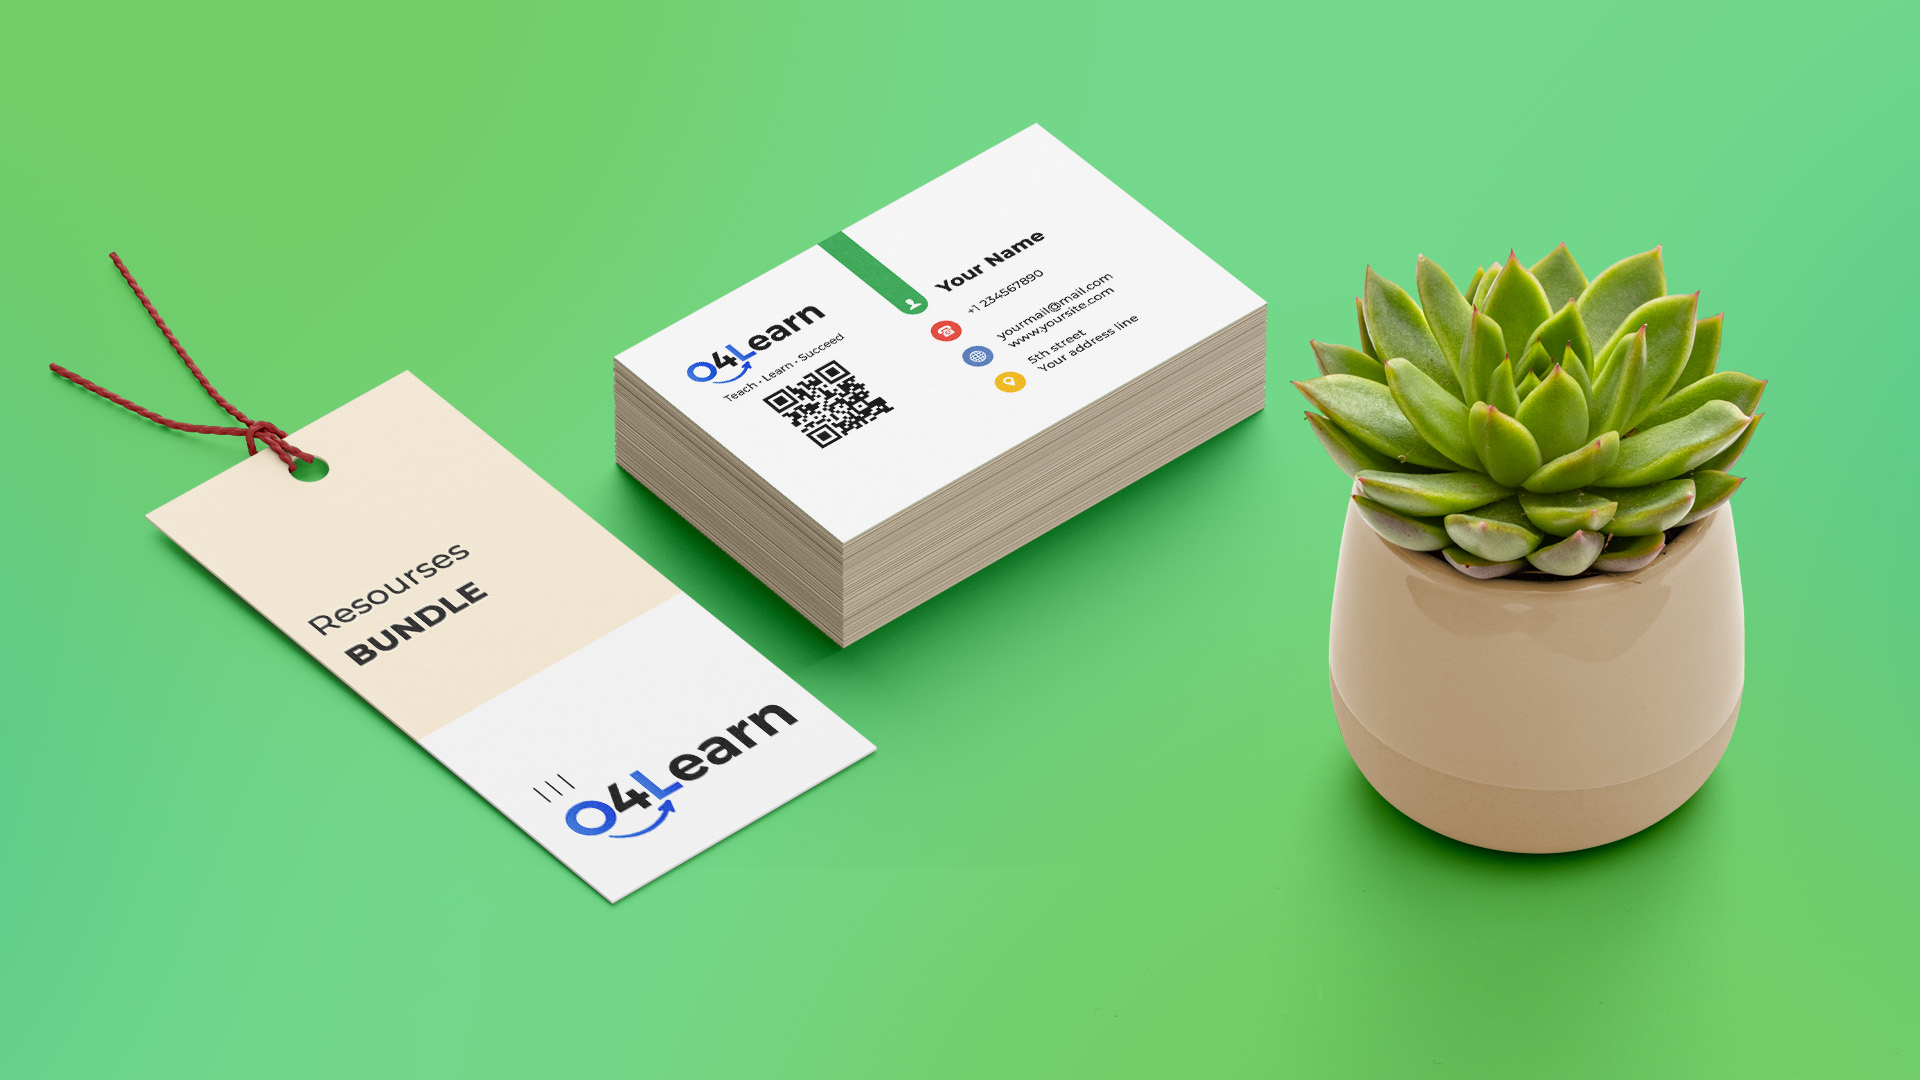 Resourses
BUNDLE
O4Learn
O4Learn
Teach - Learn - Succeed
Your Name
+1 234567890
yourmail@mail.com
www.yoursite.com
5th street
Your address line